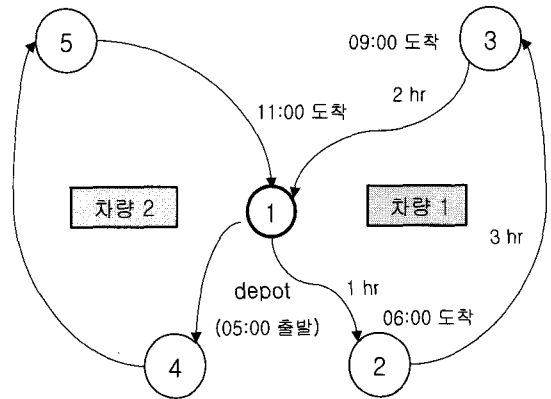 5
3
09:00 도착
2 hr
11:00 도착
차량 2
1
차량 1
3 hr
depot
1 hr
(05:00 출발)
06:00 도착
4
2